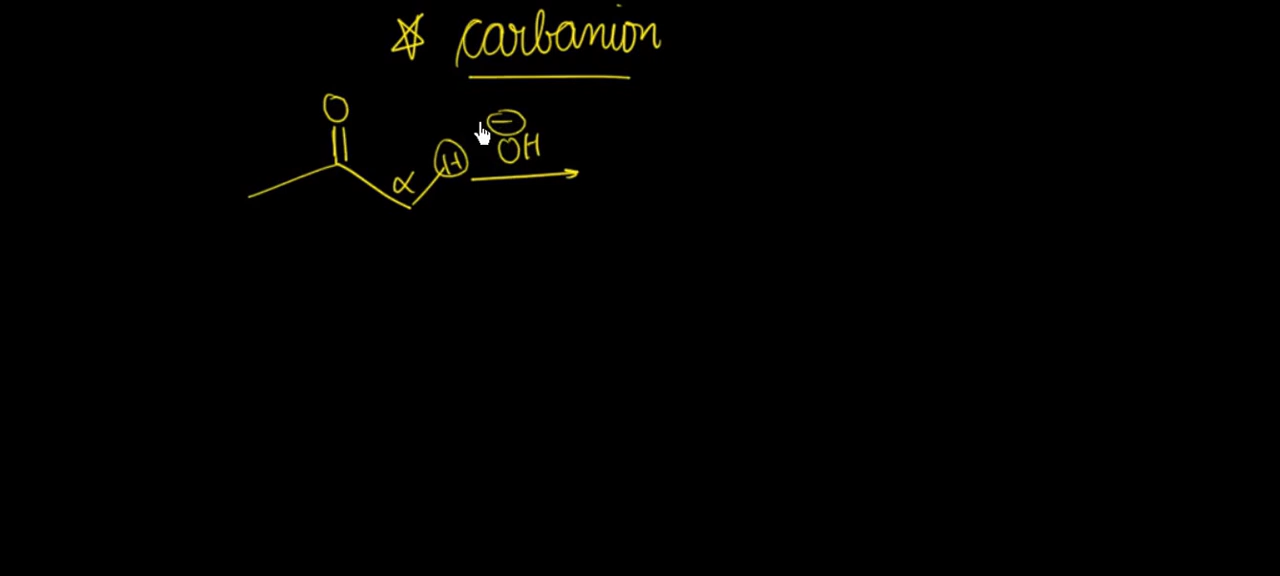 ☆ Carbanion
O
⊖
OH
α H